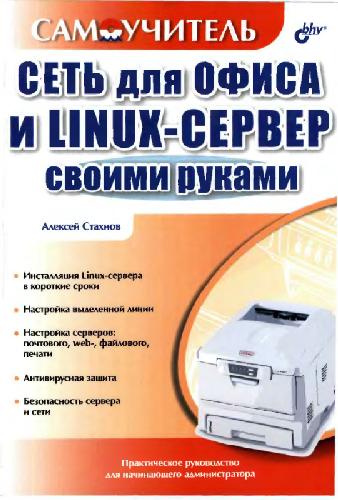 САМОУЧИТЕЛЬ
bhv®
СЕТЬ для ОФИСА
и LINUX-СЕРВЕР
своими руками
Алексей Стахнов
• Инсталляция Linux-сервера
в короткие сроки
• Настройка выделенной линии
• Настройка серверов:
почтового, web-, файлового,
печати
• Антивирусная защита
• Безопасность сервера
и сети
Практическое руководство
для начинающего администратора